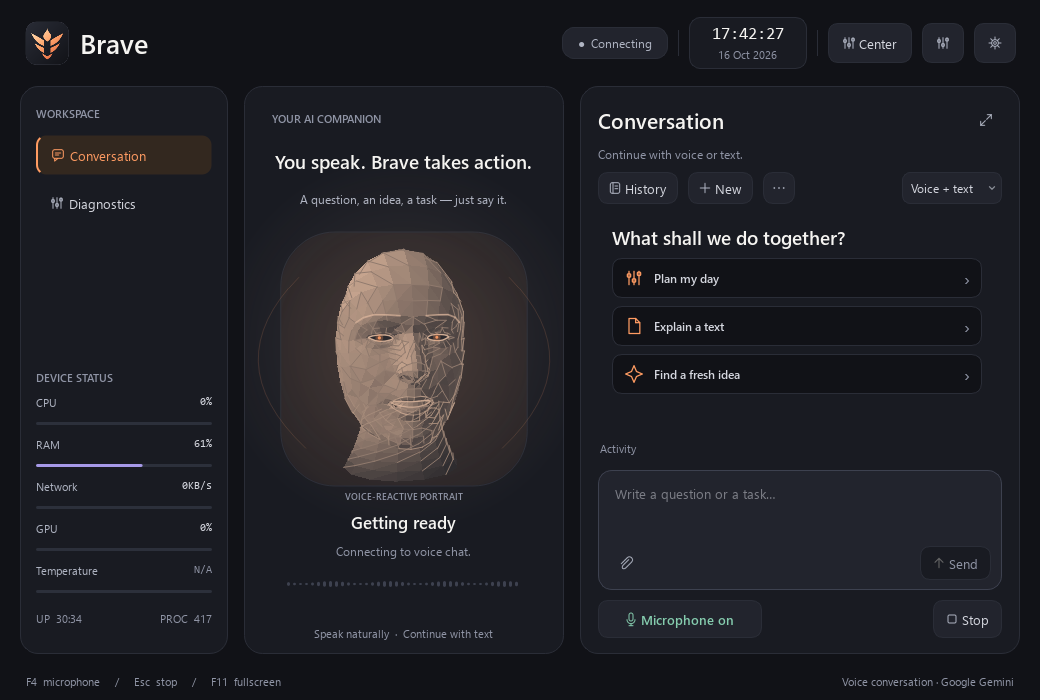 Brave
● Connecting
17:42:27
16 Oct 2026
Center
WORKSPACE
Conversation
Diagnostics
DEVICE STATUS
CPU 0%
RAM 61%
Network 0KB/s
GPU 0%
Temperature N/A
UP 30:34 PROC 417
YOUR AI COMPANION
You speak. Brave takes action.
A question, an idea, a task — just say it.
VOICE-REACTIVE PORTRAIT
Getting ready
Connecting to voice chat.
Speak naturally · Continue with text
Conversation
Continue with voice or text.
History
New
···
Voice + text
What shall we do together?
Plan my day ›
Explain a text ›
Find a fresh idea ›
Activity
Write a question or a task...
Send
Microphone on
Stop
F4 microphone / Esc stop / F11 fullscreen
Voice conversation · Google Gemini